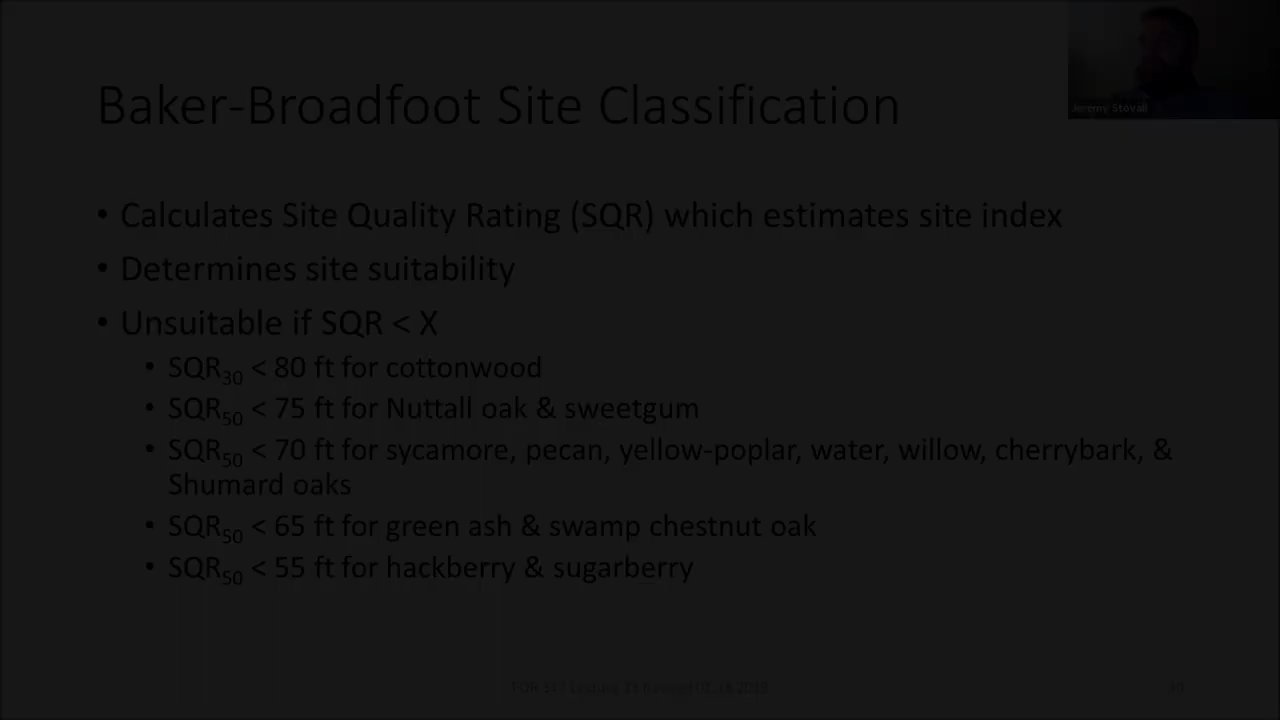 Jeremy Stovall
Baker-Broadfoot Site Classification
• Calculates Site Quality Rating (SQR) which estimates site index
• Determines site suitability
• Unsuitable if SQR < X
• SQR30 < 80 ft for cottonwood
• SQR50 < 75 ft for Nuttall oak & sweetgum
• SQR50 < 70 ft for sycamore, pecan, yellow-poplar, water, willow, cherrybark, &
Shumard oaks
• SQR50 < 65 ft for green ash & swamp chestnut oak
• SQR50 < 55 ft for hackberry & sugarberry